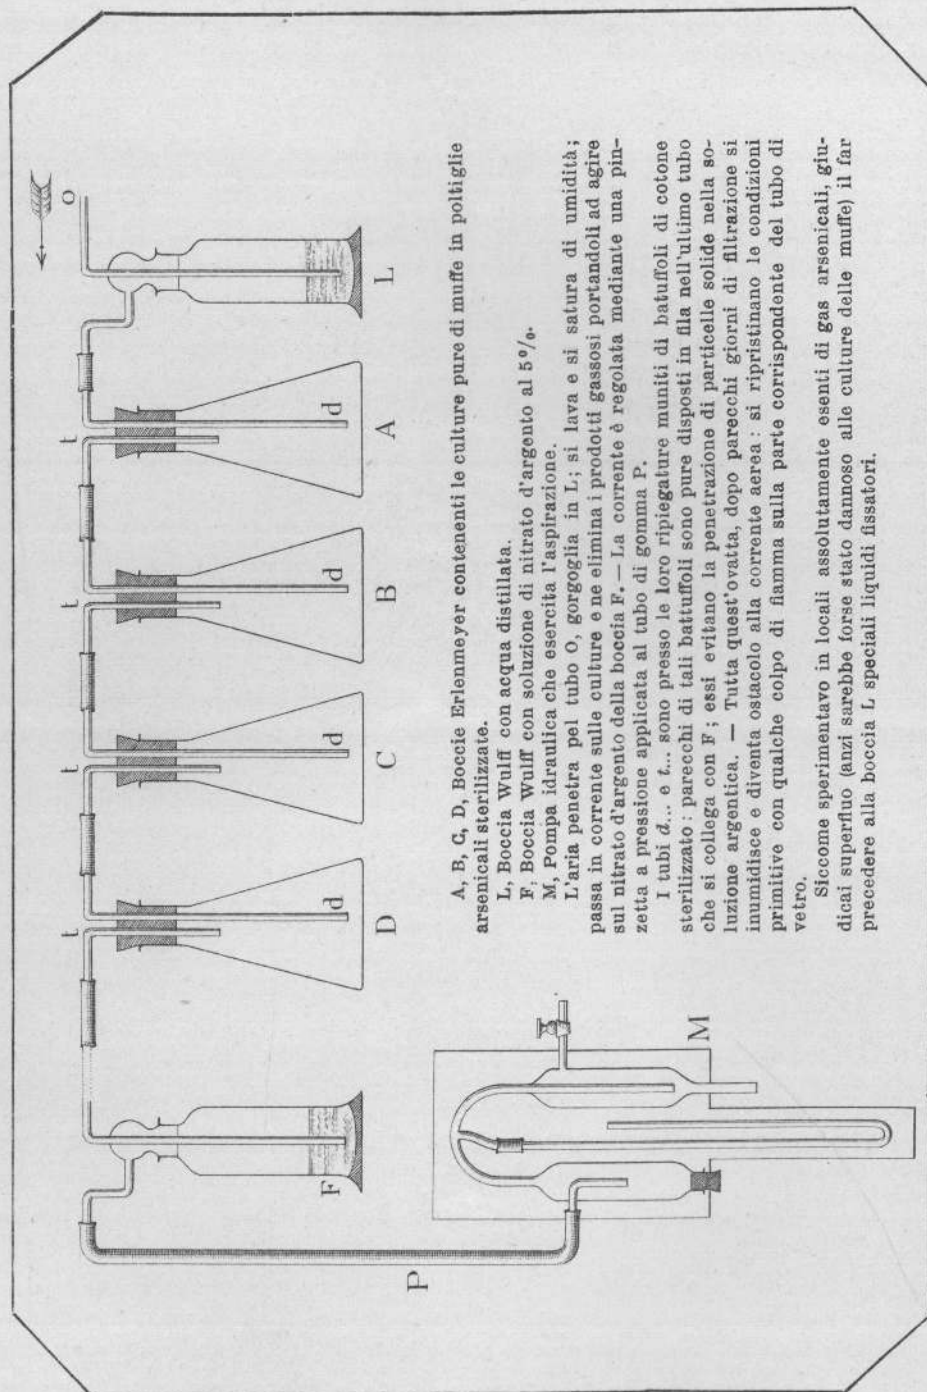 o
t t t t
d d d d
F D C B A L
P
M
A, B, C, D, Boccie Erlenmeyer contenenti le culture pure di muffe in poltiglie
arsenicali sterilizzate.
L, Boccia Wulff con acqua distillata.
F, Boccia Wulff con soluzione di nitrato d'argento al 5%.
M, Pompa idraulica che esercita l'aspirazione.
L'aria penetra pel tubo O, gorgoglia in L; si lava e si satura di umidità;
passa in corrente sulle culture e ne elimina i prodotti gassosi portandoli ad agire
sul nitrato d'argento della boccia F. — La corrente è regolata mediante una pin-
zetta a pressione applicata al tubo di gomma P.
I tubi d... e t... sono presso le loro ripiegature muniti di batuffoli di cotone
sterilizzato: parecchi di tali battuffoli sono pure disposti in fila nell'ultimo tubo
che si collega con F; essi evitano la penetrazione di particelle solide nella so-
luzione argentica. — Tutta quest'ovatta, dopo parecchi giorni di filtrazione si
inumidisce e diventa ostacolo alla corrente aerea: si ripristinano le condizioni
primitive con qualche colpo di fiamma sulla parte corrispondente del tubo di
vetro.
Siccome sperimentavo in locali assolutamente esenti di gas arsenicali, giu-
dicai superfluo (anzi sarebbe forse stato dannoso alle culture delle muffe) il far
precedere alla boccia L speciali liquidi fissatori.